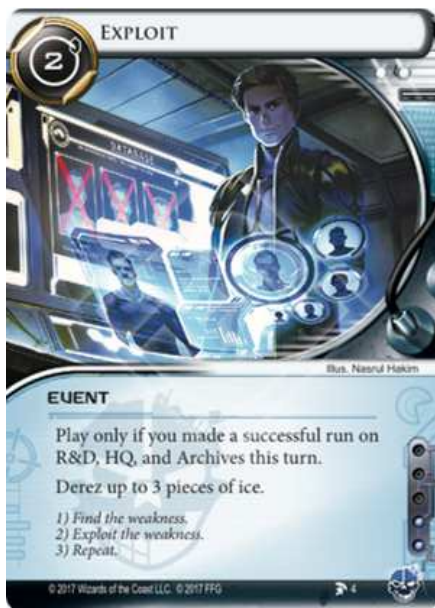 EXPLOIT
2
DATABASE
Illus. Nasrul Hakim
EVENT
Play only if you made a successful run on
R&D, HQ, and Archives this turn.
Derez up to 3 pieces of ice.
1) Find the weakness.
2) Exploit the weakness.
3) Repeat.
© 2017 Wizards of the Coast LLC. © 2017 FFG
4